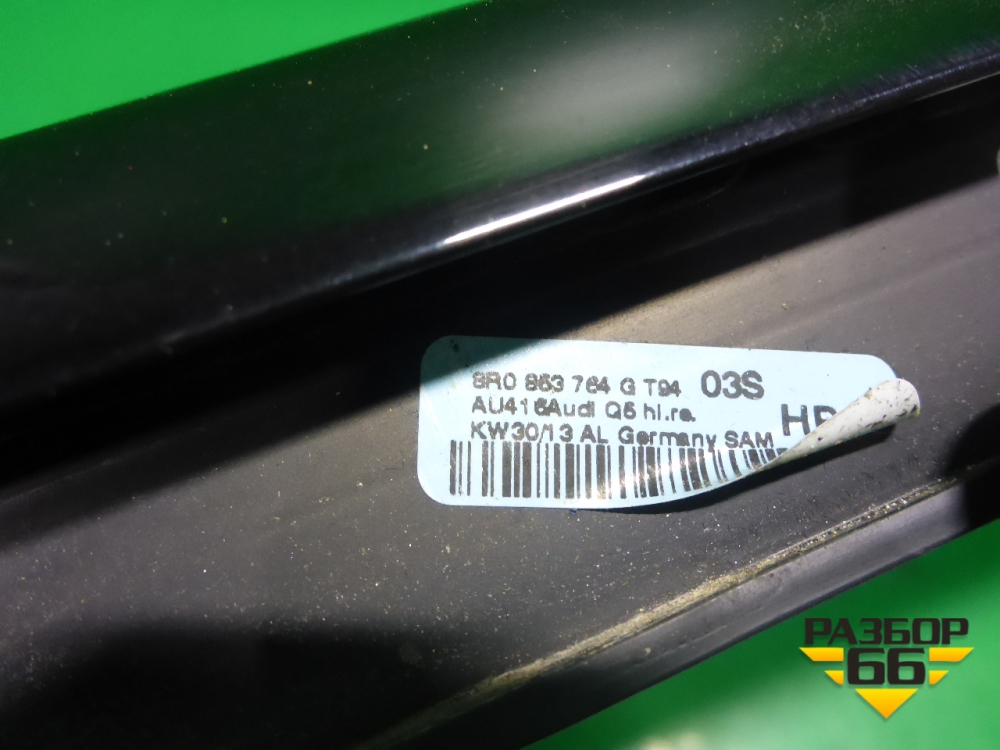 8R0 853 764 G T94 03S
AU416Audi Q5 hi.re.
KW30/13 AL Germany SAM
РАЗБОР
66